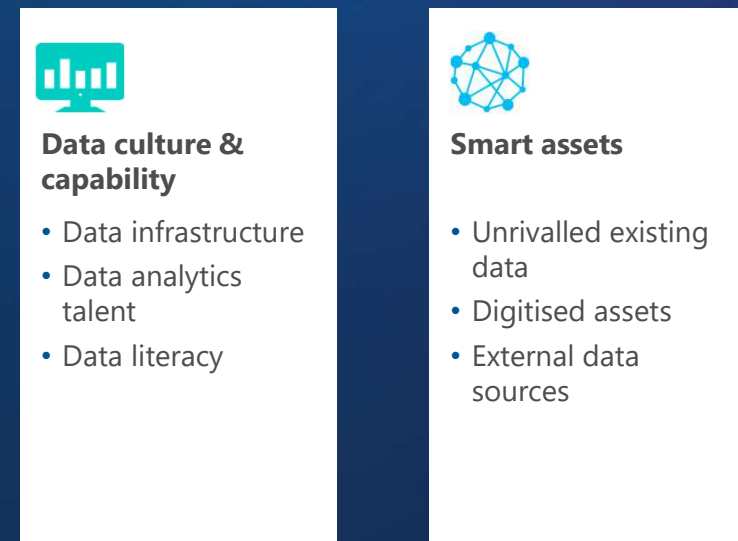 Data culture &
capability
• Data infrastructure
• Data analytics
talent
• Data literacy
Smart assets
• Unrivalled existing
data
• Digitised assets
• External data
sources